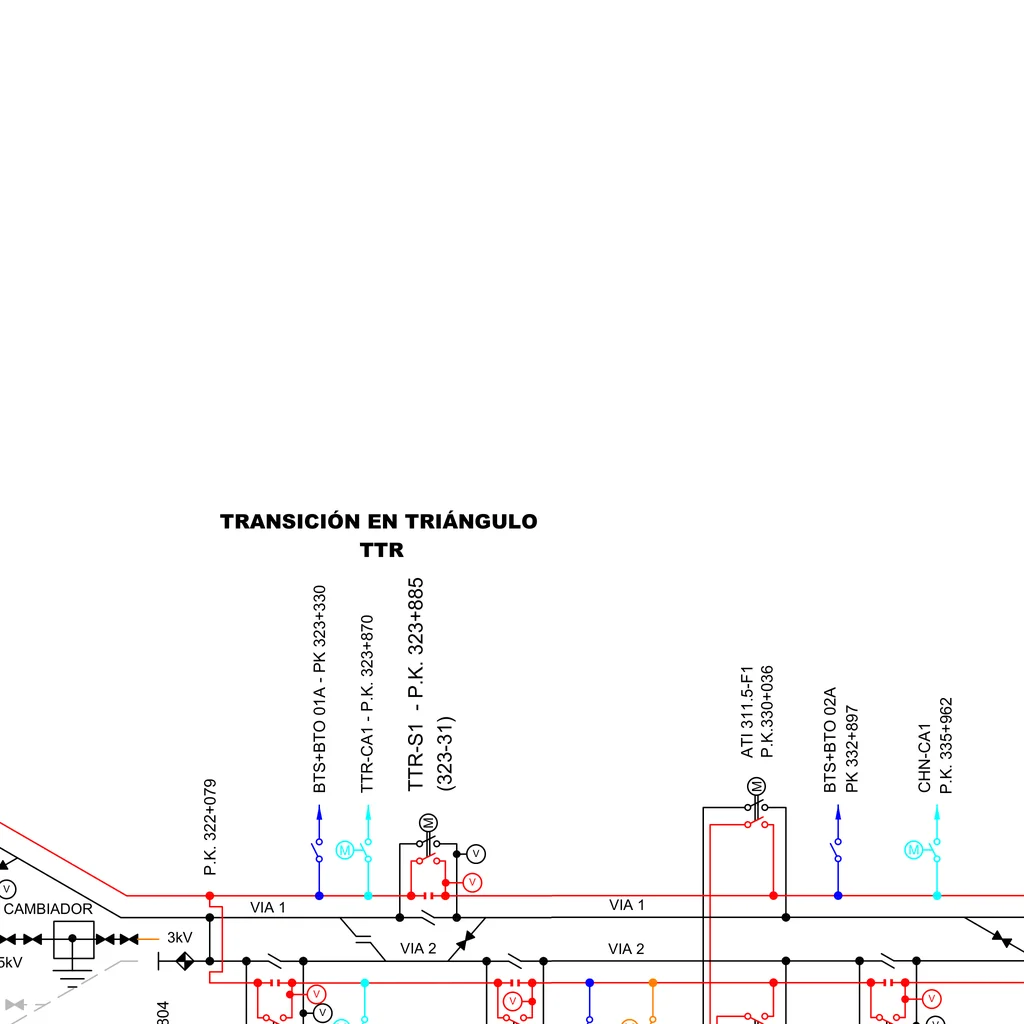 TRANSICIÓN EN TRIÁNGULO
TTR
BTS+BTO 01A - PK 323+330
TTR-CA1 - P.K. 323+870
TTR-S1 - P.K. 323+885
(323-31)
ATI 311.5-F1
P.K.330+036
BTS+BTO 02A
PK 332+897
CHN-CA1
P.K. 335+962
P.K. 322+079
M
M
M
M
V
V
V
CAMBIADOR
VIA 1
VIA 1
3kV
VIA 2
VIA 2
5kV
V
V
V
V
804